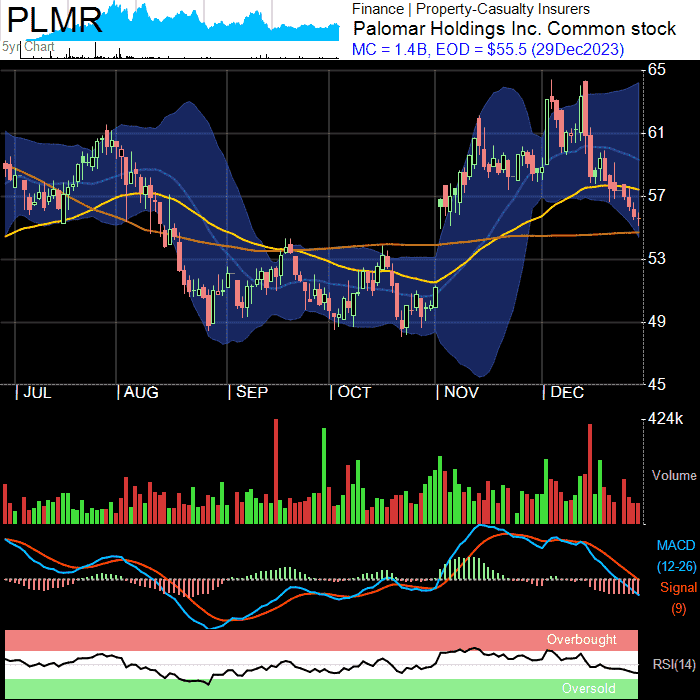 PLMR
5yr Chart
Finance | Property-Casualty Insurers
Palomar Holdings Inc. Common stock
MC = 1.4B, EOD = $55.5 (29Dec2023)
65
61
57
53
49
45
| JUL | AUG | SEP | OCT | NOV | DEC
424k
Volume
MACD
(12-26)
Signal
(9)
Overbought
RSI(14)
Oversold